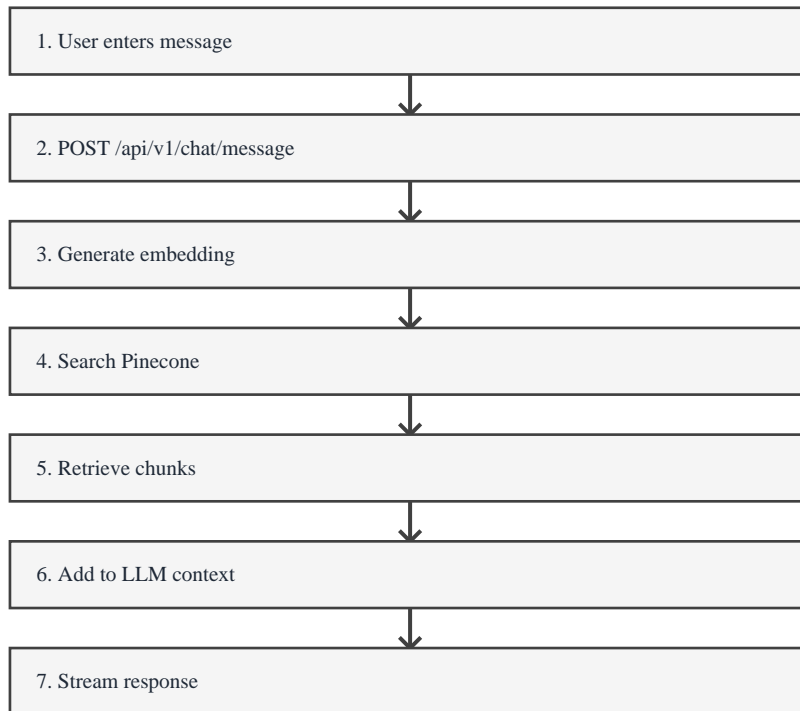 1. User enters message
2. POST /api/v1/chat/message
3. Generate embedding
4. Search Pinecone
5. Retrieve chunks
6. Add to LLM context
7. Stream response